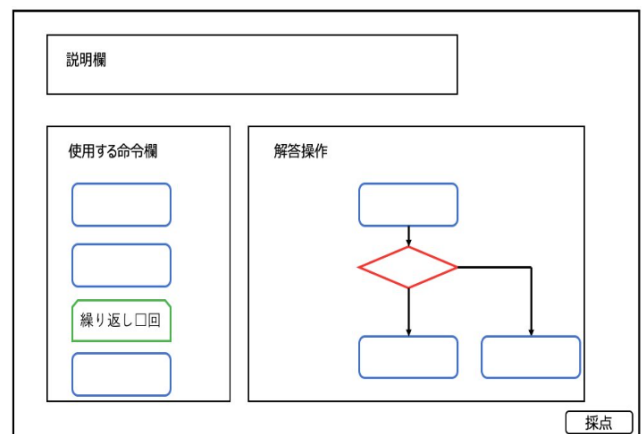 説明欄
使用する命令欄
解答操作
繰り返し□回
採点